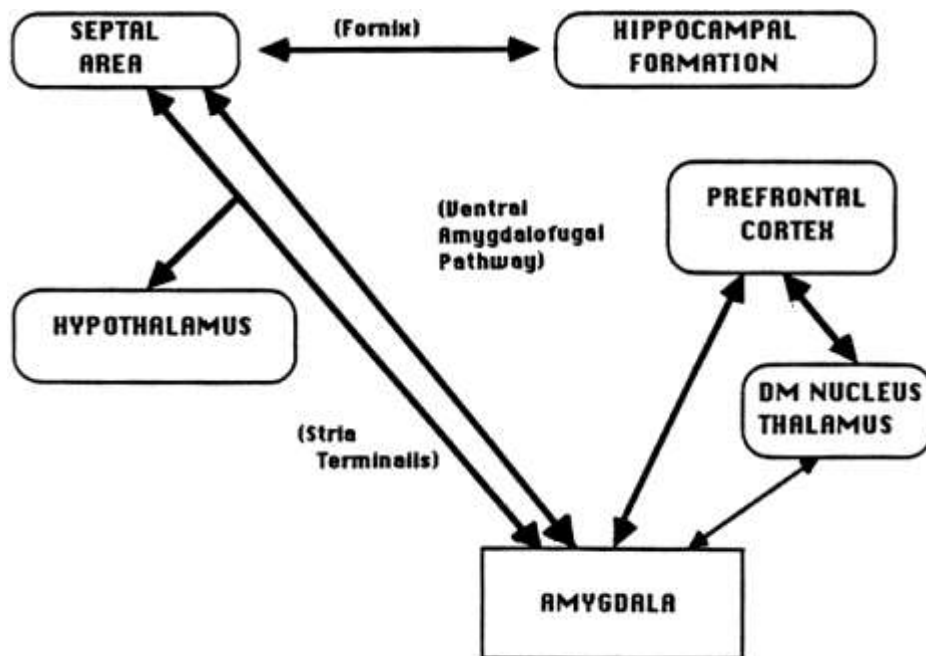 SEPTAL
AREA
(Fornix)
HIPPOCAMPAL
FORMATION
PREFRONTAL
CORTEX
(Ventral
Amygdalofugal
Pathway)
HYPOTHALAMUS
DM NUCLEUS
THALAMUS
(Stria
Terminalis)
AMYGDALA